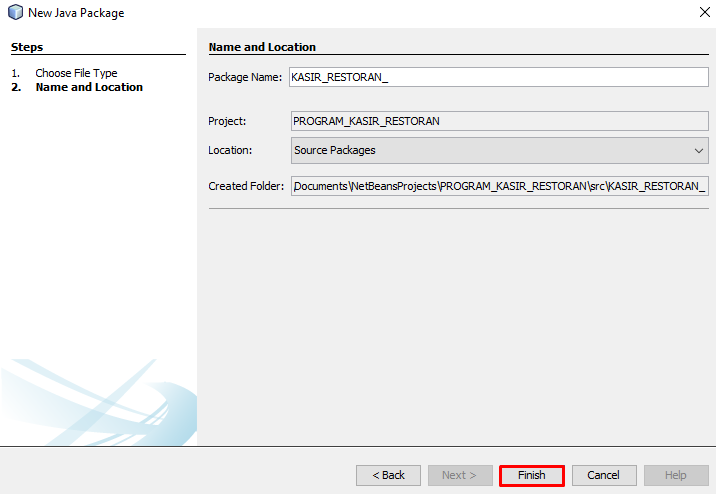 New Java Package
Steps
1. Choose File Type
2. Name and Location
Name and Location
Package Name: KASIR_RESTORAN_
Project: PROGRAM_KASIR_RESTORAN
Location: Source Packages
Created Folder: Documents\NetBeansProjects\PROGRAM_KASIR_RESTORAN\src\KASIR_RESTORAN_
< Back Next > Finish Cancel Help